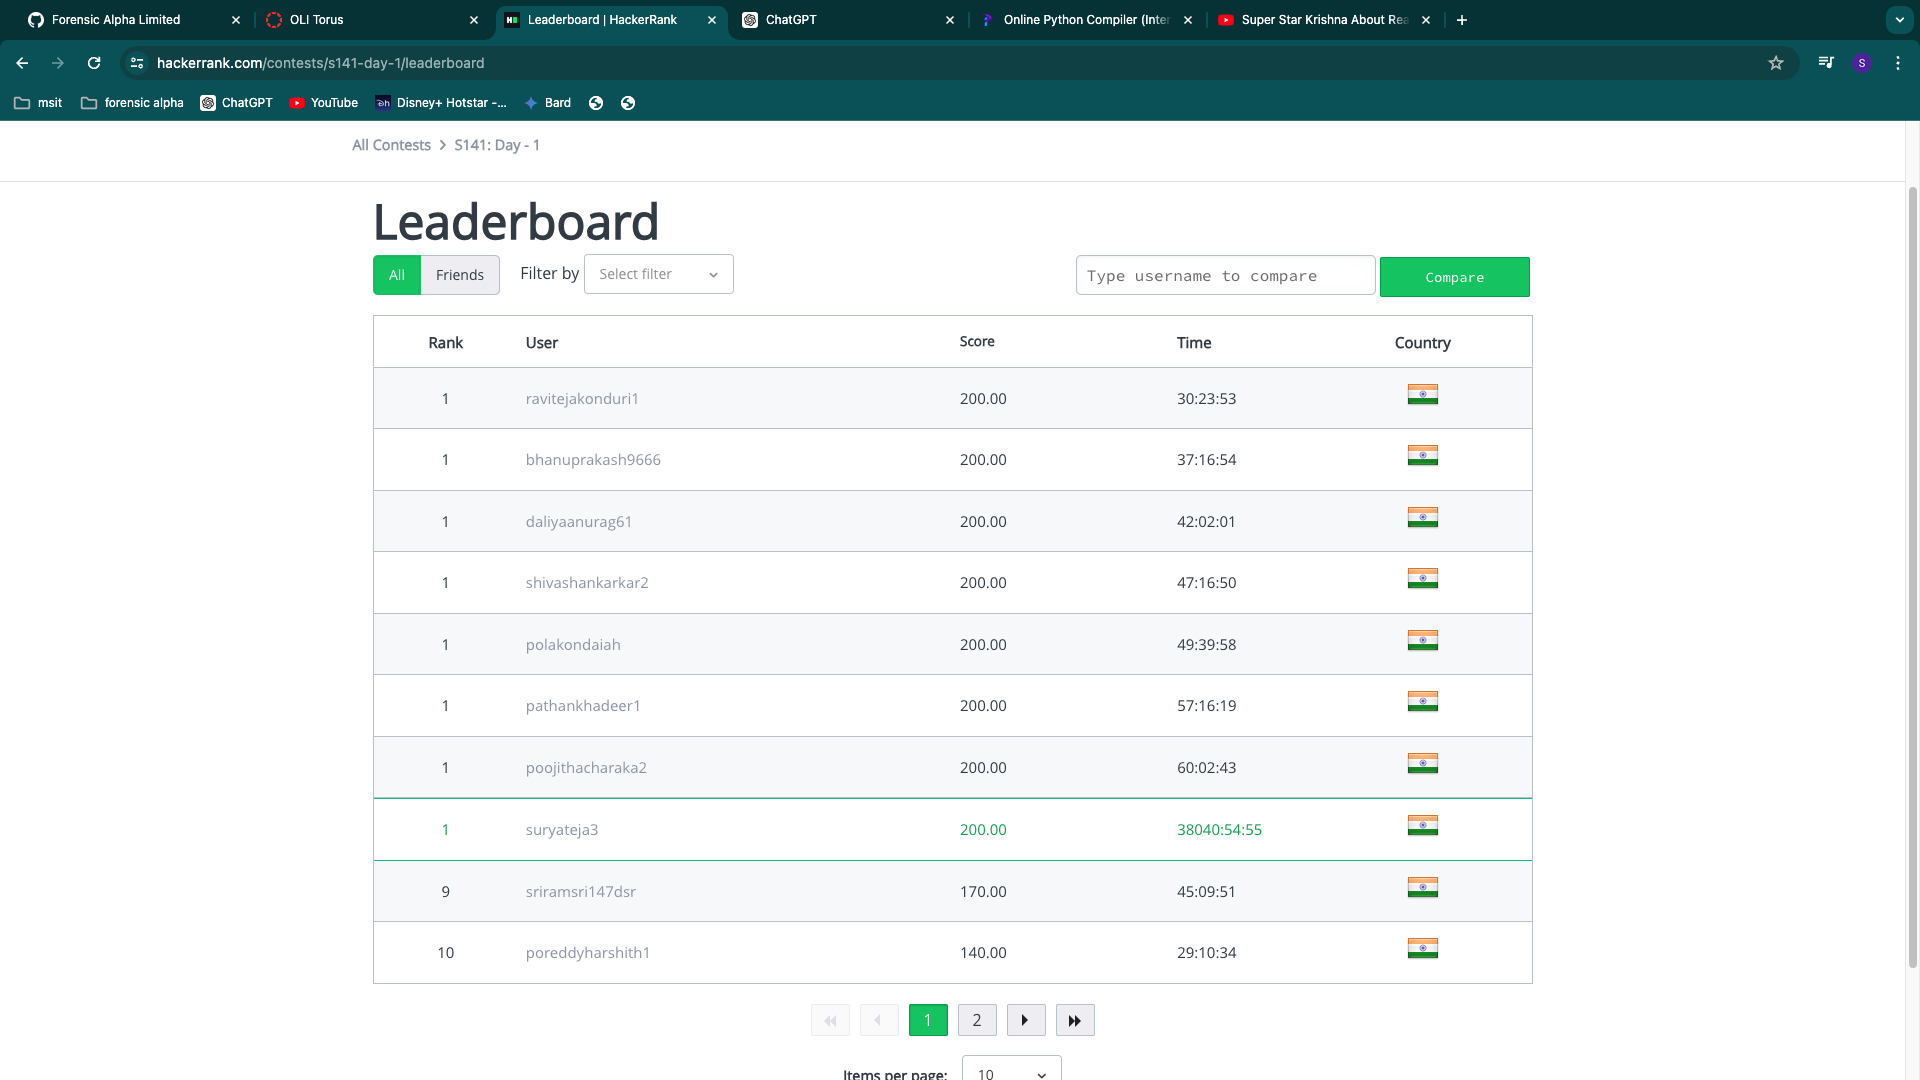 Forensic Alpha Limited
OLI Torus
Leaderboard | HackerRank
ChatGPT
Online Python Compiler (Inter
Super Star Krishna About Rea
hackerrank.com/contests/s141-day-1/leaderboard
S
msit
forensic alpha
ChatGPT
YouTube
Disney+ Hotstar -...
Bard
All Contests > S141: Day - 1
Leaderboard
All Friends Filter by Select filter Type username to compare Compare
Rank User Score Time Country
1 ravitejakonduri1 200.00 30:23:53
1 bhanuprakash9666 200.00 37:16:54
1 daliyaanurag61 200.00 42:02:01
1 shivashankarkar2 200.00 47:16:50
1 polakondaiah 200.00 49:39:58
1 pathankhadeer1 200.00 57:16:19
1 poojithacharaka2 200.00 60:02:43
1 suryateja3 200.00 38040:54:55
9 sriramsri147dsr 170.00 45:09:51
10 poreddyharshith1 140.00 29:10:34
1 2
Items per page: 10